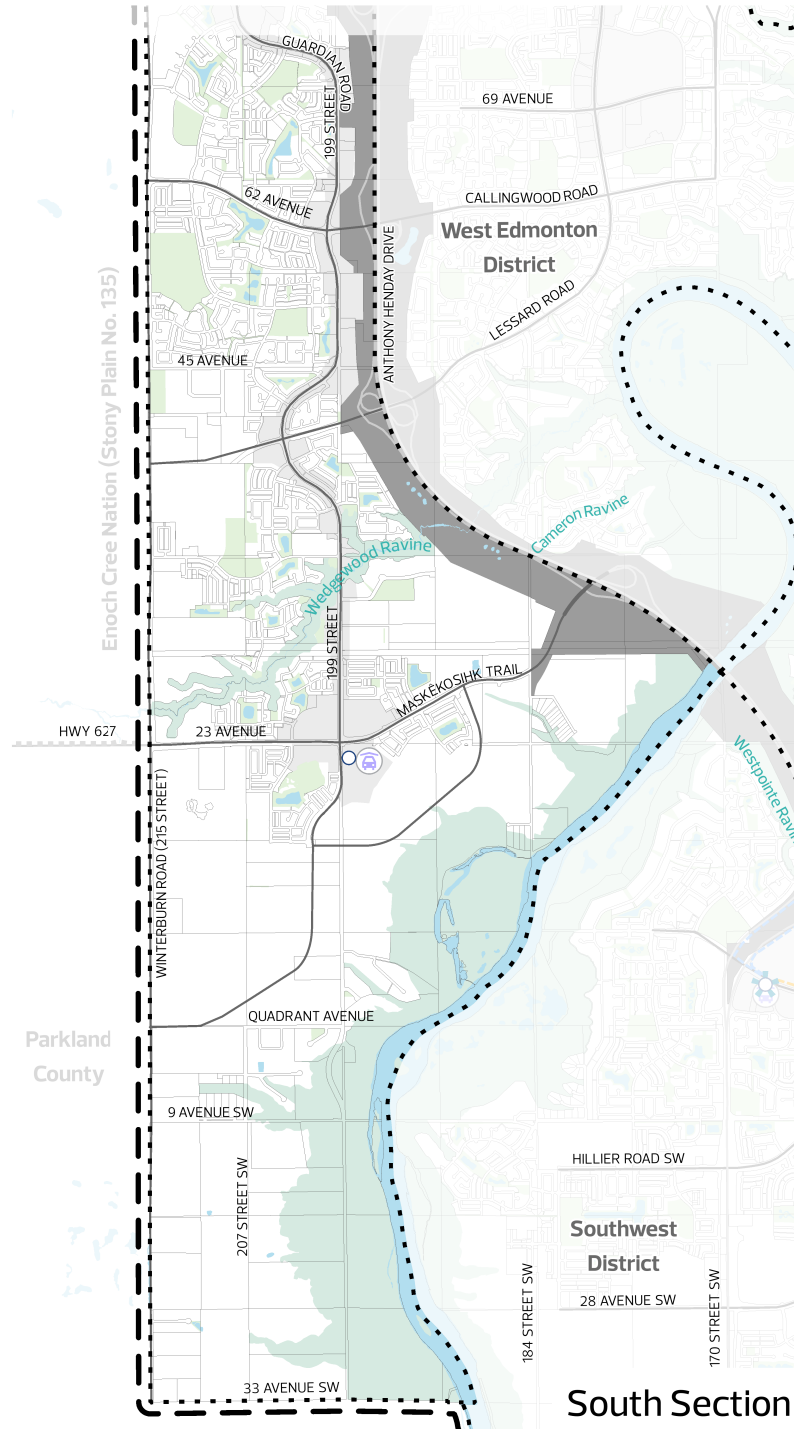 GUARDIAN ROAD
69 AVENUE
199 STREET
62 AVENUE
CALLINGWOOD ROAD
West Edmonton
District
ANTHONY HENDAY DRIVE
LESSARD ROAD
Enoch Cree Nation (Stony Plain No. 135)
45 AVENUE
Cameron Ravine
Wedgewood Ravine
199 STREET
MASKÊKOSIHK TRAIL
HWY 627
23 AVENUE
Westpointe Ravin
WINTERBURN ROAD (215 STREET)
QUADRANT AVENUE
Parkland
County
9 AVENUE SW
207 STREET SW
HILLIER ROAD SW
Southwest
District
184 STREET SW
170 STREET SW
28 AVENUE SW
33 AVENUE SW
South Section